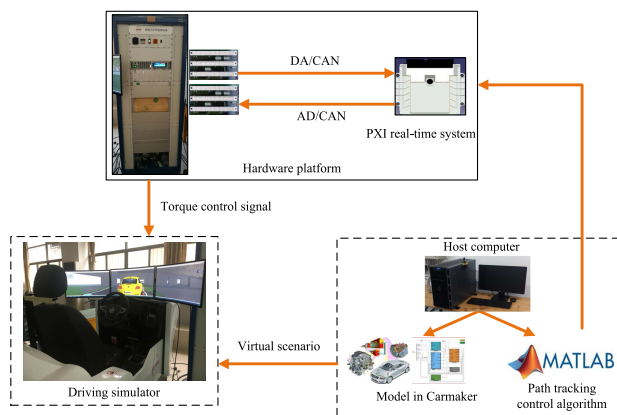 DA/CAN
AD/CAN
PXI real-time system
Hardware platform
Torque control signal
Host computer
Virtual scenario
MATLAB
Driving simulator
Model in Carmaker
Path tracking
control algorithm